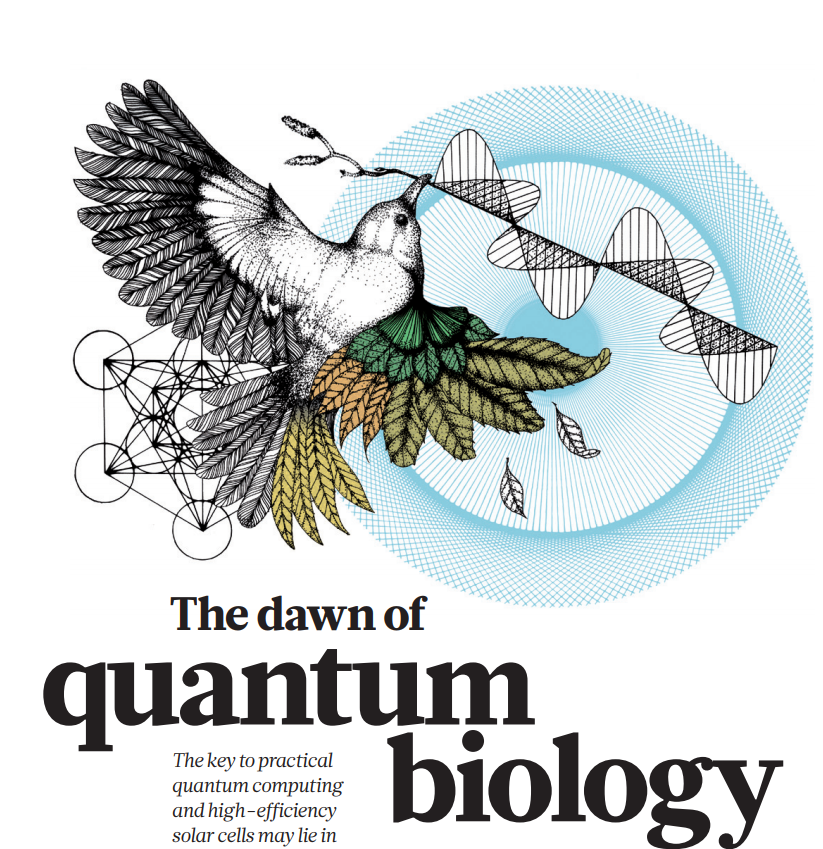 The dawn of
quantum
biology
The key to practical
quantum computing
and high-efficiency
solar cells may lie in